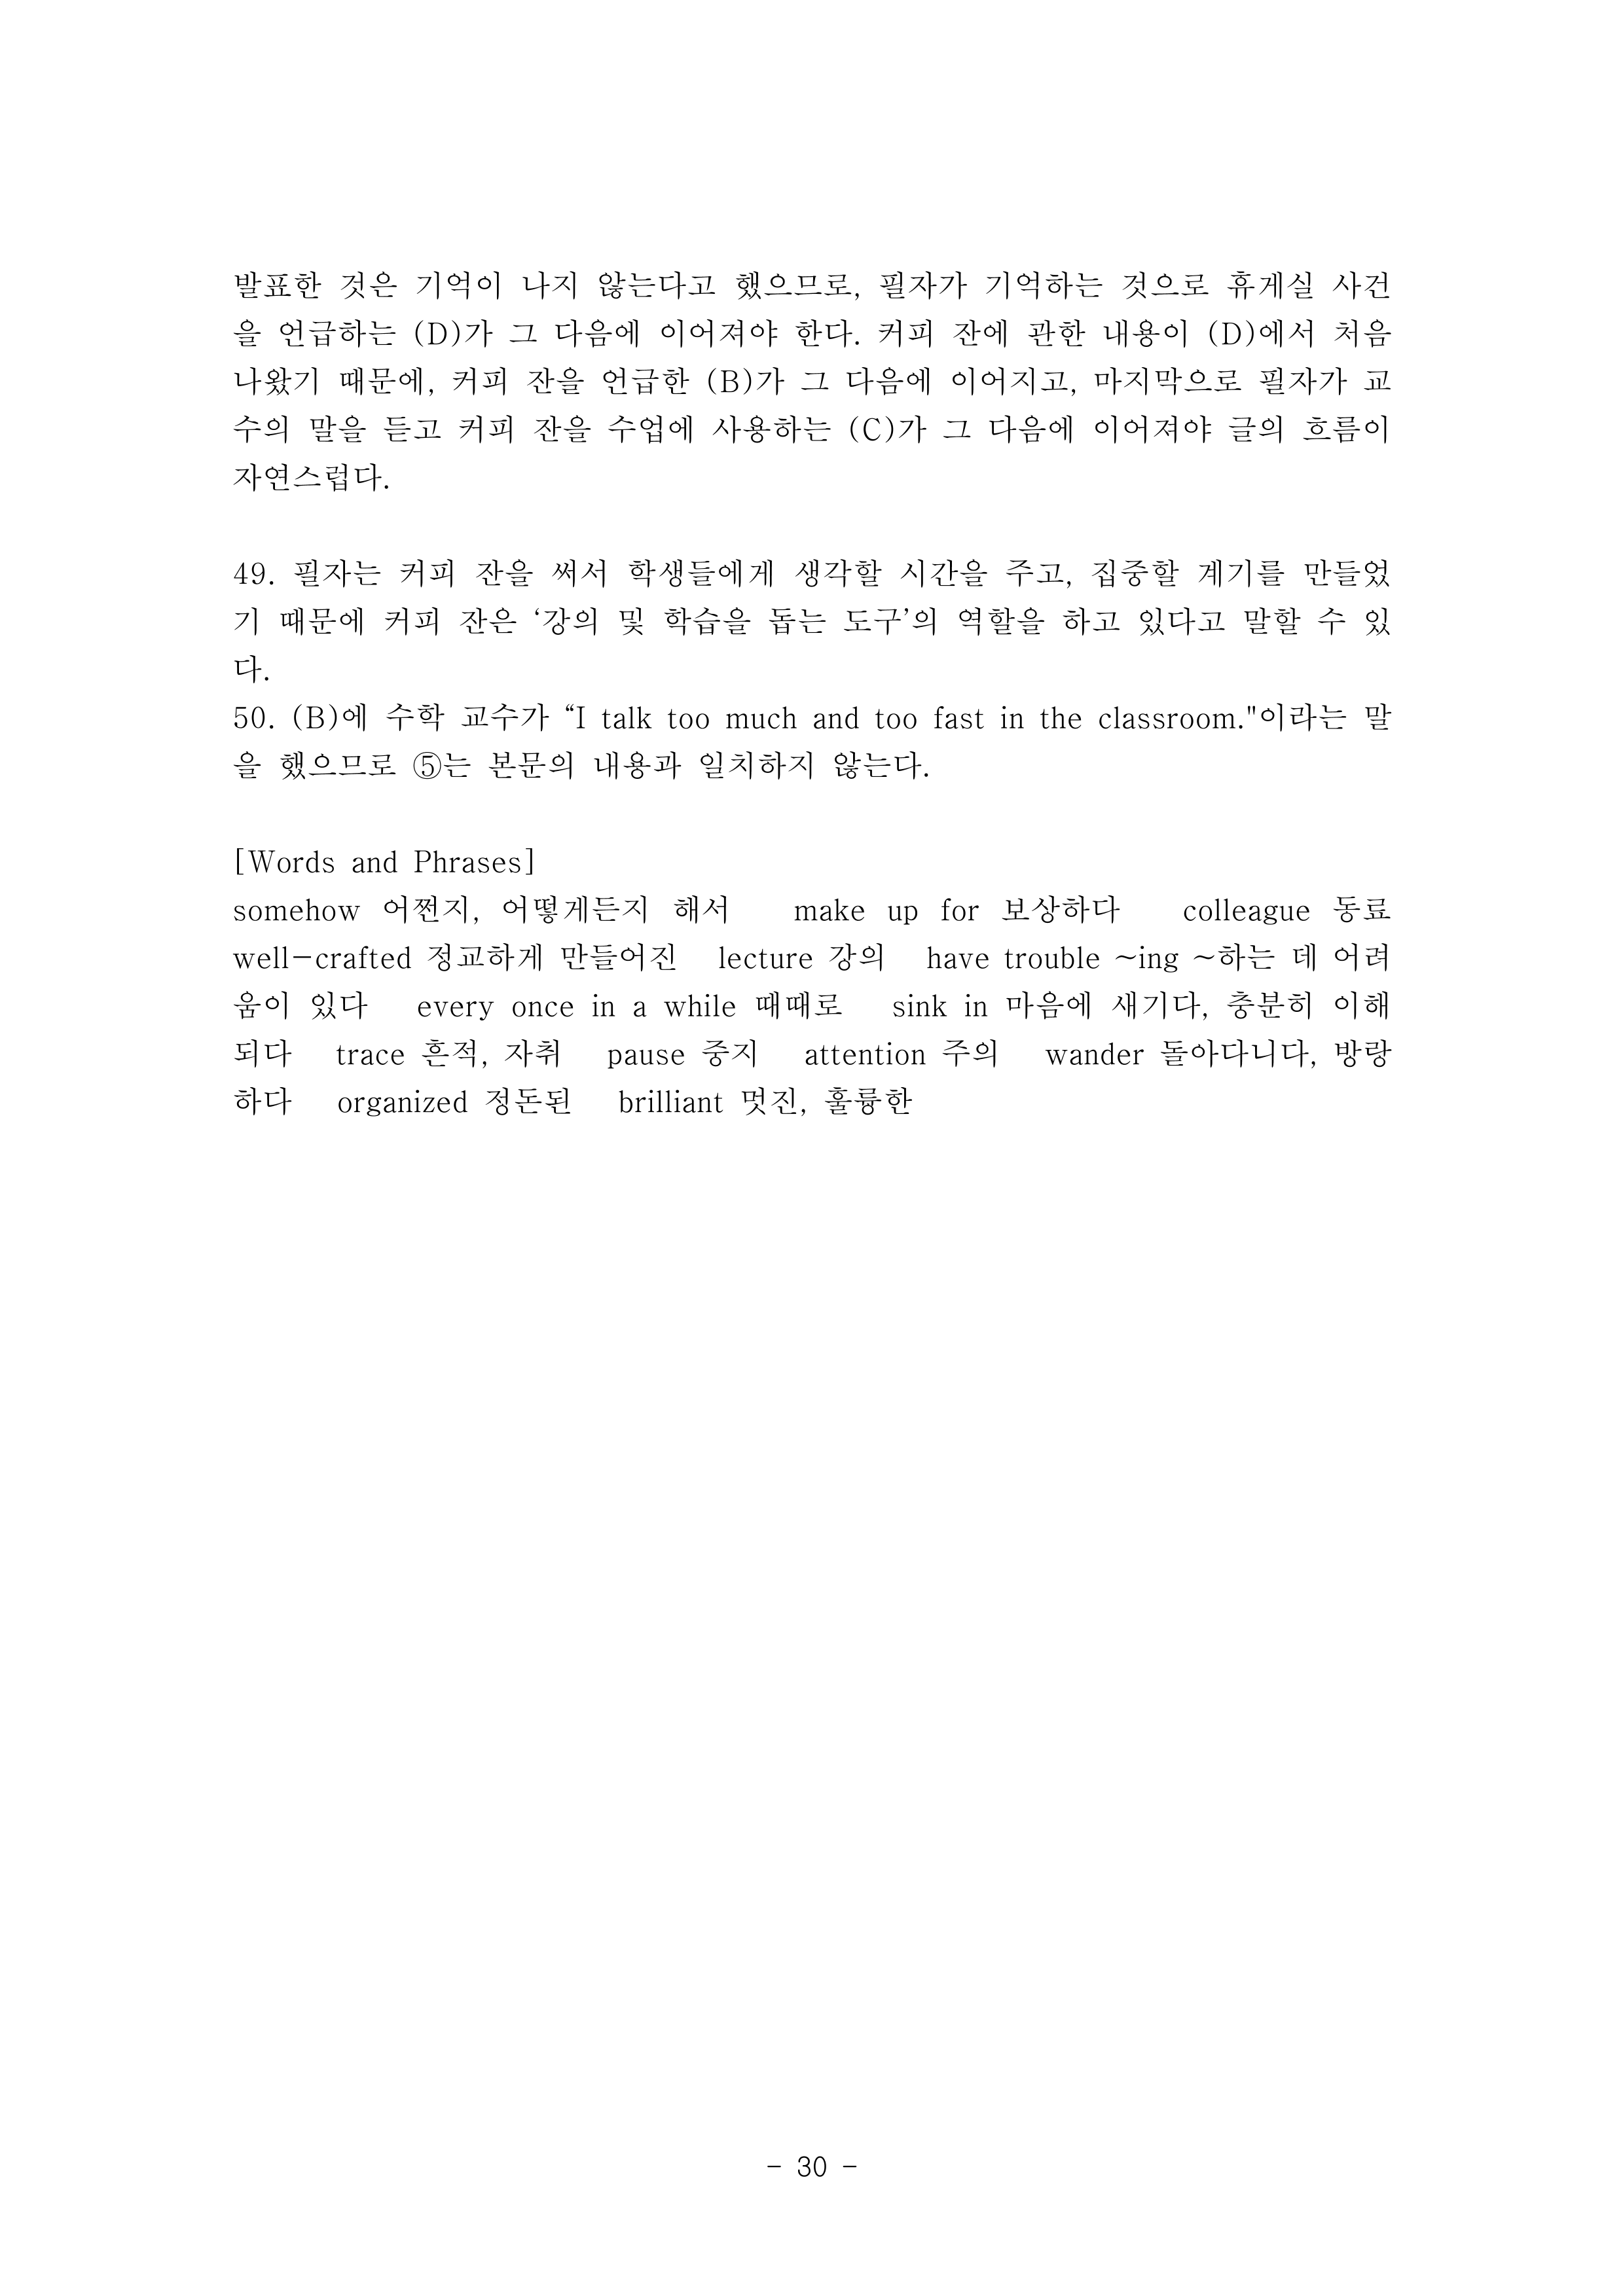 발표한 것은 기억이 나지 않는다고 했으므로, 필자가 기억하는 것으로 휴게실 사건
을 언급하는 (D)가 그 다음에 이어져야 한다. 커피 잔에 관한 내용이 (D)에서 처음
나왔기 때문에, 커피 잔을 언급한 (B)가 그 다음에 이어지고, 마지막으로 필자가 교
수의 말을 듣고 커피 잔을 수업에 사용하는 (C)가 그 다음에 이어져야 글의 흐름이
자연스럽다.
49. 필자는 커피 잔을 써서 학생들에게 생각할 시간을 주고, 집중할 계기를 만들었
기 때문에 커피 잔은 ‘강의 및 학습을 돕는 도구’의 역할을 하고 있다고 말할 수 있
다.
50. (B)에 수학 교수가 “I talk too much and too fast in the classroom."이라는 말
을 했으므로 ⑤는 본문의 내용과 일치하지 않는다.
[Words and Phrases]
somehow 어쩐지, 어떻게든지 해서 make up for 보상하다 colleague 동료
well-crafted 정교하게 만들어진 lecture 강의 have trouble ~ing ~하는 데 어려
움이 있다 every once in a while 때때로 sink in 마음에 새기다, 충분히 이해
되다 trace 흔적, 자취 pause 중지 attention 주의 wander 돌아다니다, 방랑
하다 organized 정돈된 brilliant 멋진, 훌륭한
- 30 -